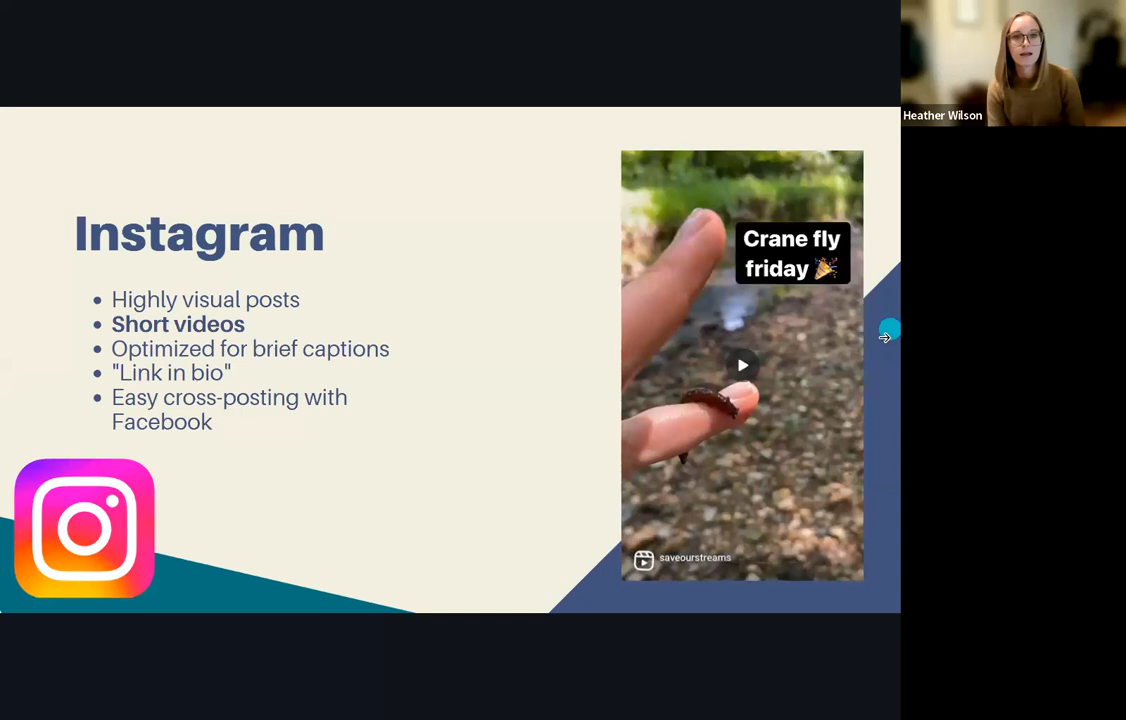 Heather Wilson
Instagram
Highly visual posts
Short videos
Optimized for brief captions
"Link in bio"
Easy cross-posting with
Facebook
Crane fly
friday 🎉
saveourstreams